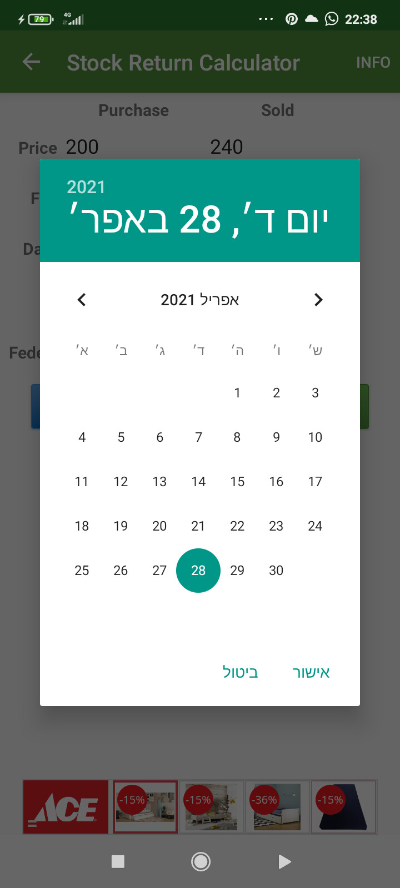 79
4G
22:38
Stock Return Calculator
INFO
Purchase Sold
Price 200 240
F
Da
Fede
2021
יום ד׳, 28 באפר׳
אפריל 2021
א׳ ב׳ ג׳ ד׳ ה׳ ו׳ ש׳
1 2 3
4 5 6 7 8 9 10
11 12 13 14 15 16 17
18 19 20 21 22 23 24
25 26 27 28 29 30
ביטול אישור
ACE
-15% -15% -36% -15%